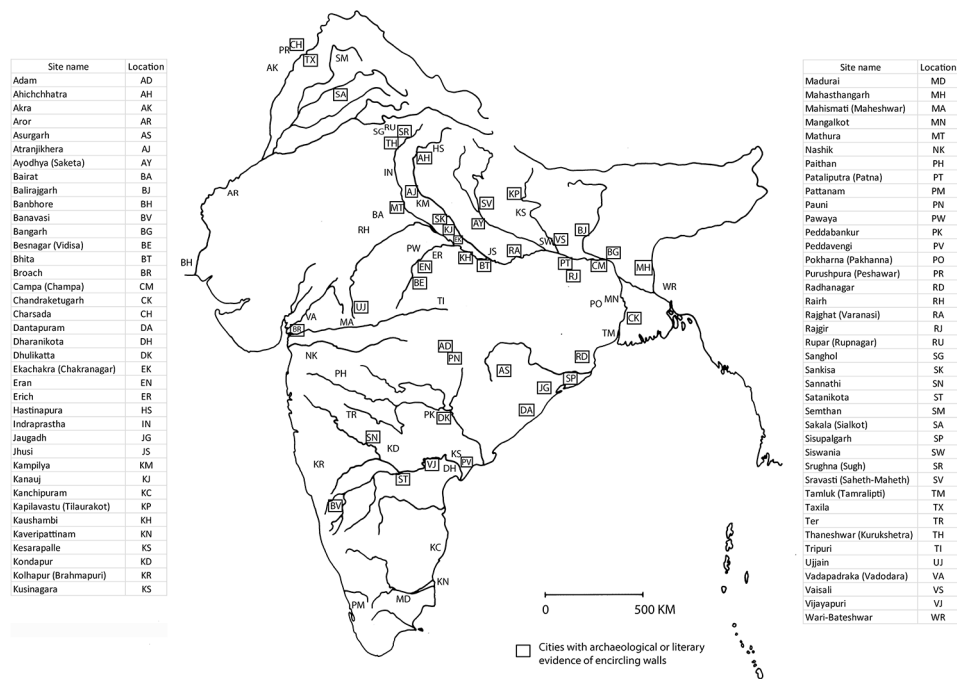 Site name Location
Adam AD
Ahichchhatra AH
Akra AK
Aror AR
Asurgarh AS
Atranjikhera AJ
Ayodhya (Saketa) AY
Bairat BA
Balirajgarh BJ
Banbhore BH
Banavasi BV
Bangarh BG
Besnagar (Vidisa) BE
Bhita BT
Broach BR
Campa (Champa) CM
Chandraketugarh CK
Charsada CH
Dantapuram DA
Dharanikota DH
Dhulikatta DK
Ekachakra (Chakranagar) EK
Eran EN
Erich ER
Hastinapura HS
Indraprastha IN
Jaugadh JG
Jhusi JS
Kampilya KM
Kanauj KJ
Kanchipuram KC
Kapilavastu (Tilaurakot) KP
Kaushambi KH
Kaveripattinam KN
Kesarapalle KS
Kondapur KD
Kolhapur (Brahmapuri) KR
Kusinagara KS
CH
PR
TX
AK
SM
SA
SG RU SR
TH
HS
AH
IN
AR
AJ
KM
KP
SV
MT
BA
KS
SK
AY
RH
KJ
BJ
EK
SW VS
PW
ER
JS
RA
BG
BH
KH
EN
BT
PT
CM
MH
RJ
BE
WR
TI
PO MN
UJ
VA
MA
CK
BR
TM
AD
NK
PN
RD
PH
AS
SP
JG
TR
PK
DK
DA
SN
KD
KS
KR
VJ
DH
PV
ST
BV
KC
KN
MD
PM
0 500 KM
Cities with archaeological or literary
evidence of encircling walls
Site name Location
Madurai MD
Mahasthangarh MH
Mahismati (Maheshwar) MA
Mangalkot MN
Mathura MT
Nashik NK
Paithan PH
Pataliputra (Patna) PT
Pattanam PM
Pauni PN
Pawaya PW
Peddabankur PK
Peddavengi PV
Pokharna (Pakhanna) PO
Purushpura (Peshawar) PR
Radhanagar RD
Rairh RH
Rajghat (Varanasi) RA
Rajgir RJ
Rupar (Rupnagar) RU
Sanghol SG
Sankisa SK
Sannathi SN
Satanikota ST
Semthan SM
Sakala (Sialkot) SA
Sisupalgarh SP
Siswania SW
Srughna (Sugh) SR
Sravasti (Saheth-Maheth) SV
Tamluk (Tamralipti) TM
Taxila TX
Ter TR
Thaneshwar (Kurukshetra) TH
Tripuri TI
Ujjain UJ
Vadapadraka (Vadodara) VA
Vaisali VS
Vijayapuri VJ
Wari-Bateshwar WR